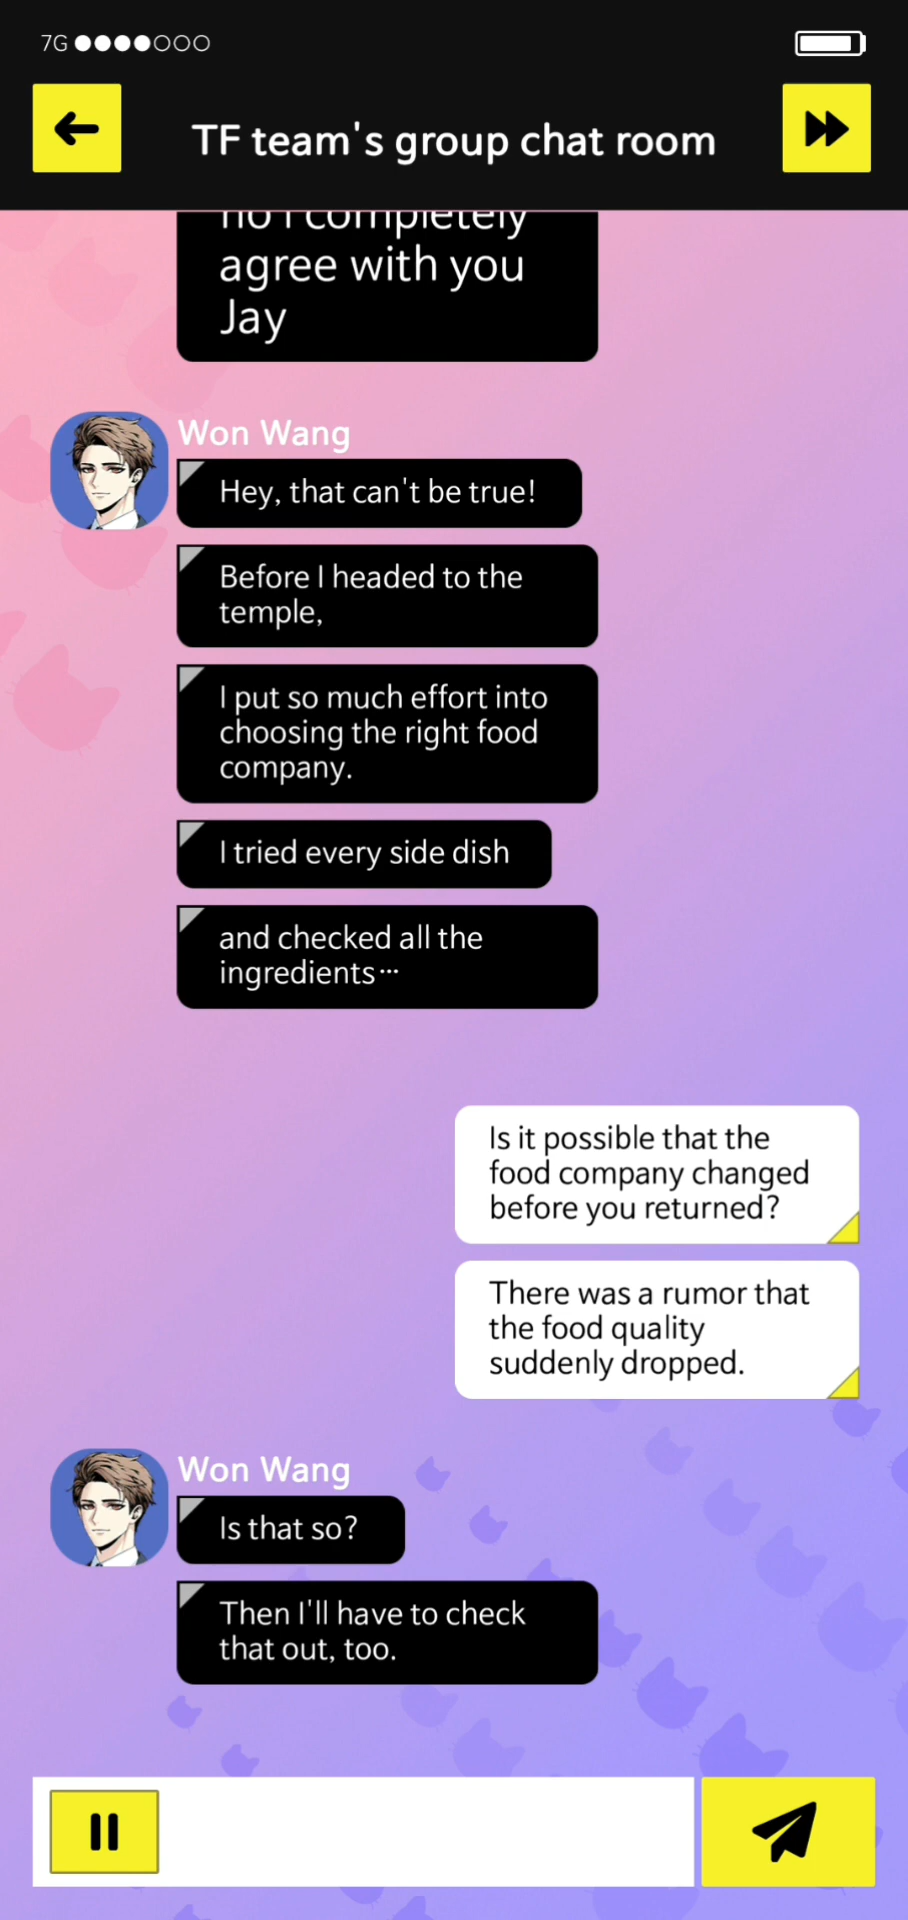 7G
TF team's group chat room
no I completely
agree with you
Jay
Won Wang
Hey, that can't be true!
Before I headed to the
temple,
I put so much effort into
choosing the right food
company.
I tried every side dish
and checked all the
ingredients…
Is it possible that the
food company changed
before you returned?
There was a rumor that
the food quality
suddenly dropped.
Won Wang
Is that so?
Then I'll have to check
that out, too.